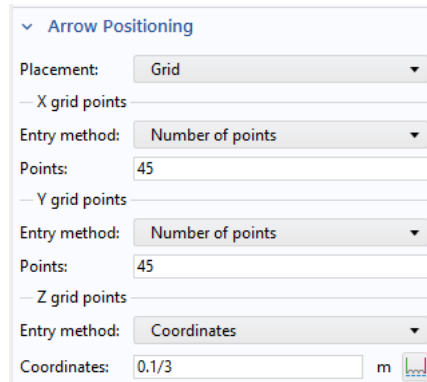 Arrow Positioning
Placement: Grid
X grid points
Entry method: Number of points
Points: 45
Y grid points
Entry method: Number of points
Points: 45
Z grid points
Entry method: Coordinates
Coordinates: 0.1/3 m